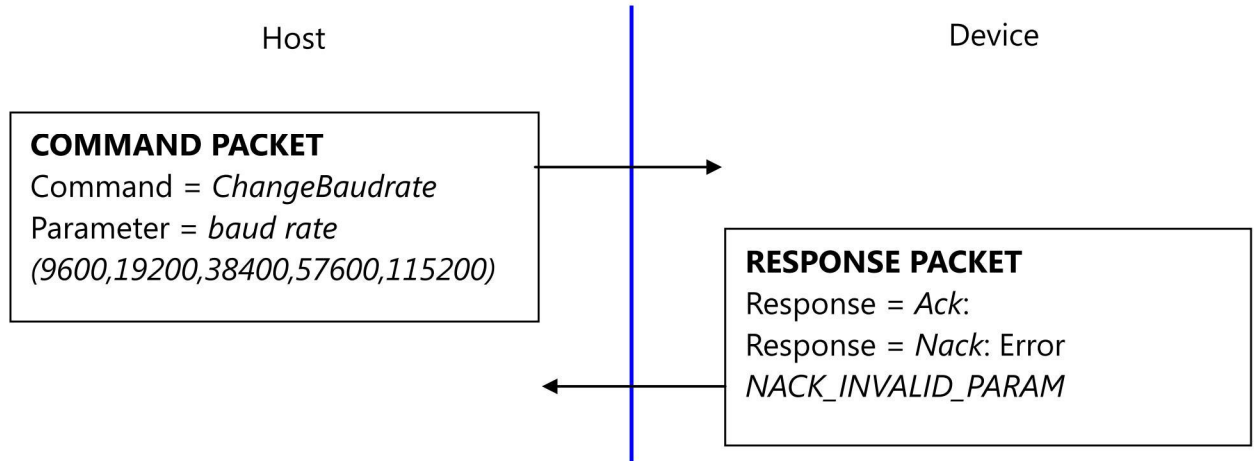 Host
Device
COMMAND PACKET
Command = ChangeBaudrate
Parameter = baud rate
(9600,19200,38400,57600,115200)
RESPONSE PACKET
Response = Ack:
Response = Nack: Error
NACK_INVALID_PARAM